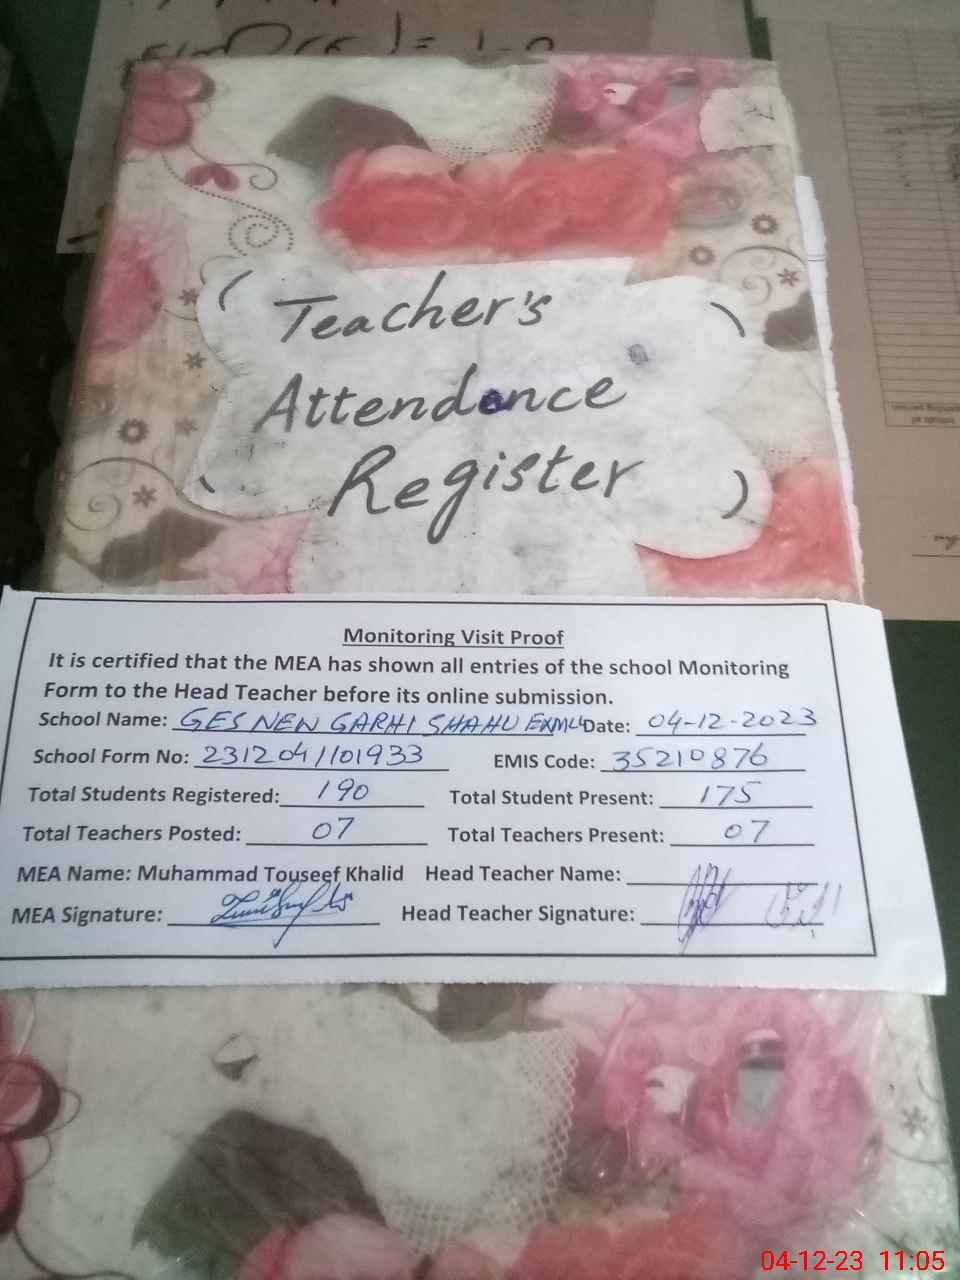 Teacher's
Attendance
Register
Monitoring Visit Proof
It is certified that the MEA has shown all entries of the school Monitoring
Form to the Head Teacher before its online submission.
School Name: GES NEW GARHI SHAHU Date: 04-12-2023
School Form No: 231204/101933 EMIS Code: 35210876
Total Students Registered: 190 Total Student Present: 175
Total Teachers Posted: 07 Total Teachers Present: 07
MEA Name: Muhammad Touseef Khalid Head Teacher Name:
MEA Signature: Head Teacher Signature:
04-12-23 11:05